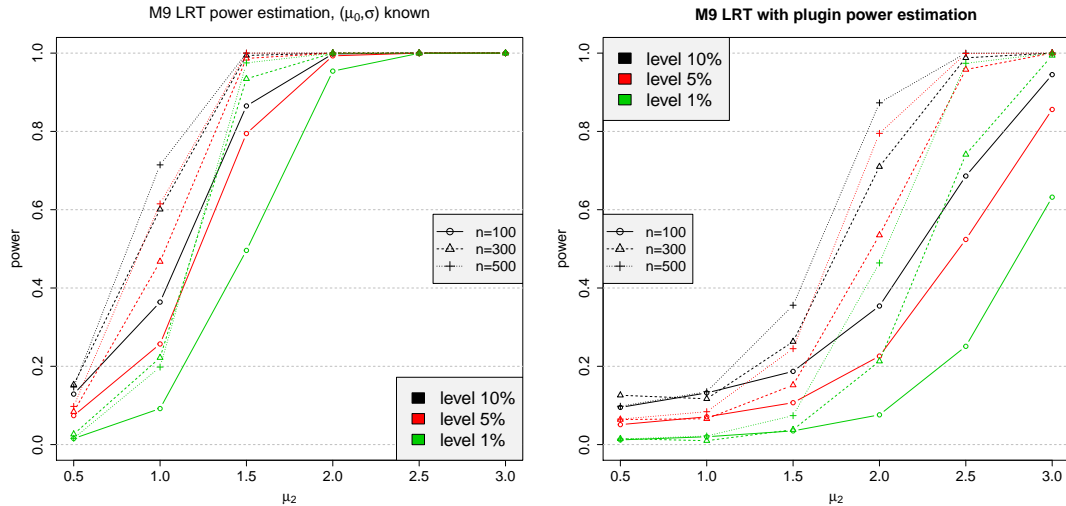 M9 LRT power estimation, (μ0,σ) known
1.0
0.8
0.6
0.4
0.2
0.0
power
n=100
n=300
n=500
level 10%
level 5%
level 1%
0.5 1.0 1.5 2.0 2.5 3.0
μ2
M9 LRT with plugin power estimation
level 10%
level 5%
level 1%
1.0
0.8
0.6
0.4
0.2
0.0
power
n=100
n=300
n=500
0.5 1.0 1.5 2.0 2.5 3.0
μ2